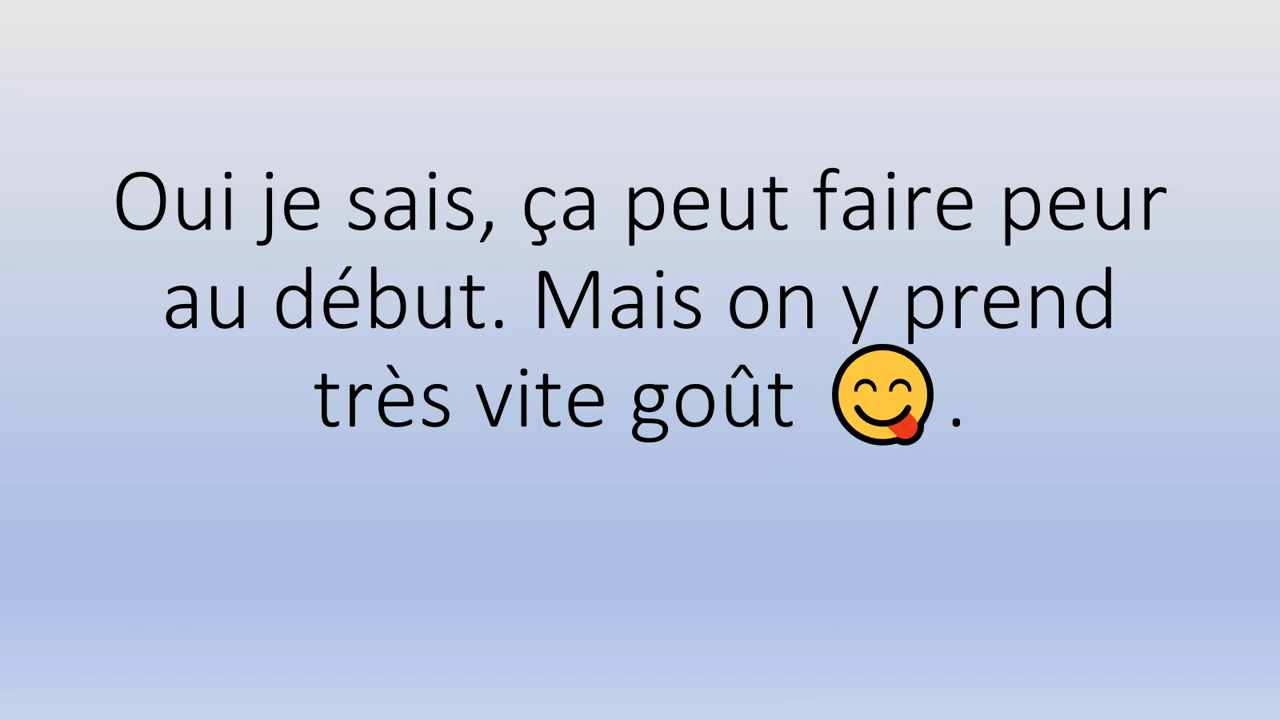 Oui je sais, ça peut faire peur
au début. Mais on y prend
très vite goût 😋.